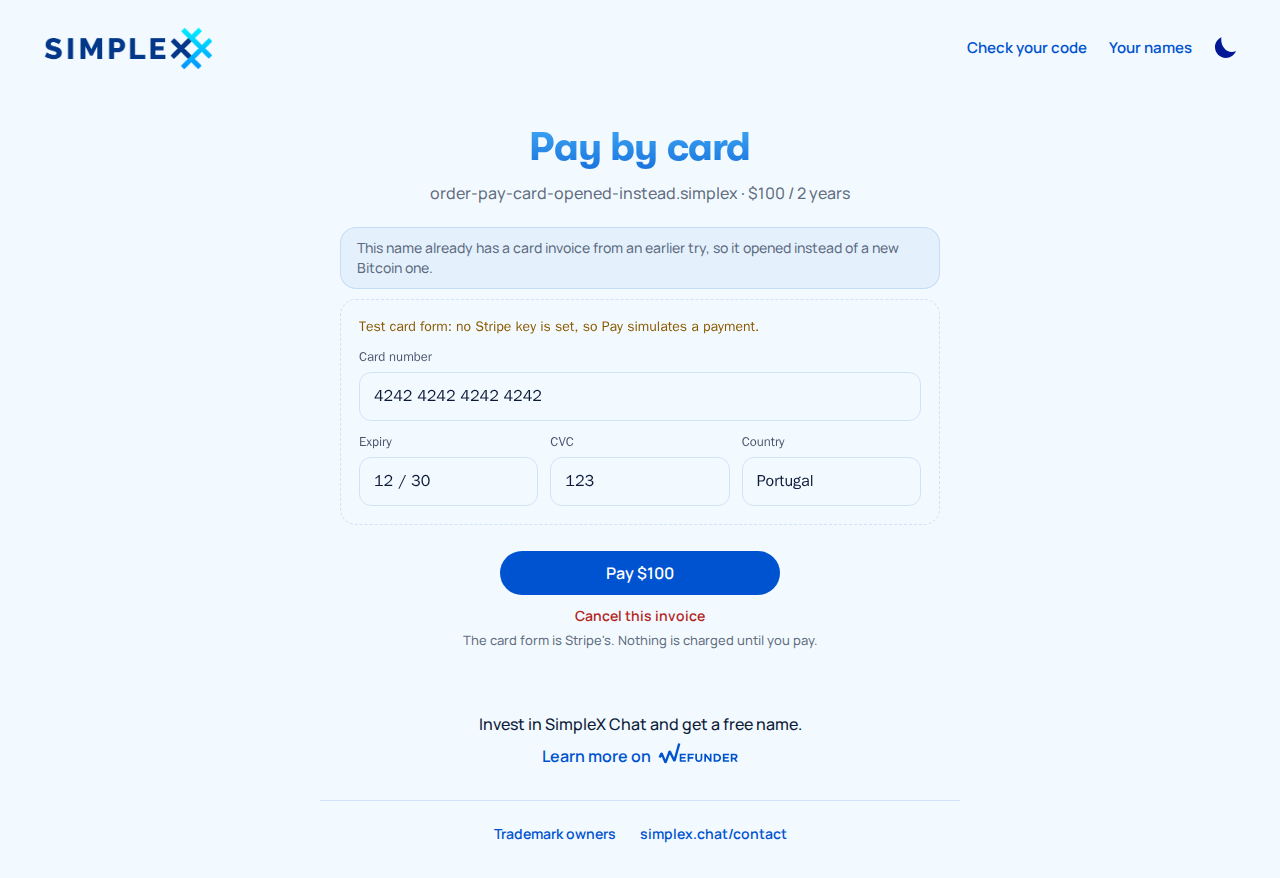 SIMPLEX
Check your code
Your names
Pay by card
order-pay-card-opened-instead.simplex · $100 / 2 years
This name already has a card invoice from an earlier try, so it opened instead of a new
Bitcoin one.
Test card form: no Stripe key is set, so Pay simulates a payment.
Card number
4242 4242 4242 4242
Expiry
CVC
Country
12 / 30
123
Portugal
Pay $100
Cancel this invoice
The card form is Stripe's. Nothing is charged until you pay.
Invest in SimpleX Chat and get a free name.
Learn more on WEFUNDER
Trademark owners
simplex.chat/contact